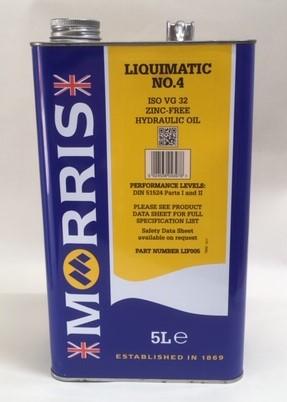 MORRIS
LIQUIMATIC
NO.4
ISO VG 32
ZINC-FREE
HYDRAULIC OIL
PERFORMANCE LEVELS:
DIN 51524 Parts I and II
PLEASE SEE PRODUCT
DATA SHEET FOR FULL
SPECIFICATION LIST
Safety Data Sheet
available on request
PART NUMBER LIF005
5L℮
ESTABLISHED IN 1869